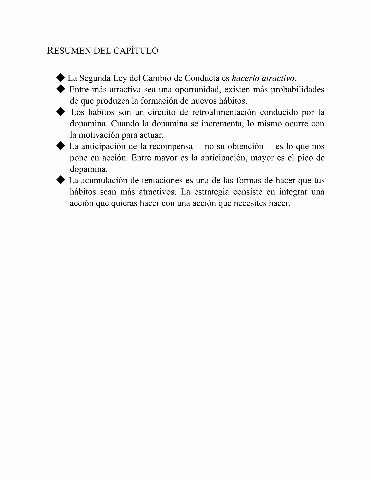 RESUMEN DEL CAPÍTULO
◆ La Segunda Ley del Cambio de Conducta es hacerlo atractivo.
◆ Entre más atractiva sea una oportunidad, existen más probabilidades
de que produzca la formación de nuevos hábitos.
◆ Los hábitos son un circuito de retroalimentación conducido por la
dopamina. Cuando la dopamina se incrementa, lo mismo ocurre con
la motivación para actuar.
◆ La anticipación de la recompensa —no su obtención— es lo que nos
pone en acción. Entre mayor es la anticipación, mayor es el pico de
dopamina.
◆ La acumulación de tentaciones es una de las formas de hacer que tus
hábitos sean más atractivos. La estrategia consiste en integrar una
acción que quieras hacer con una acción que necesites hacer.